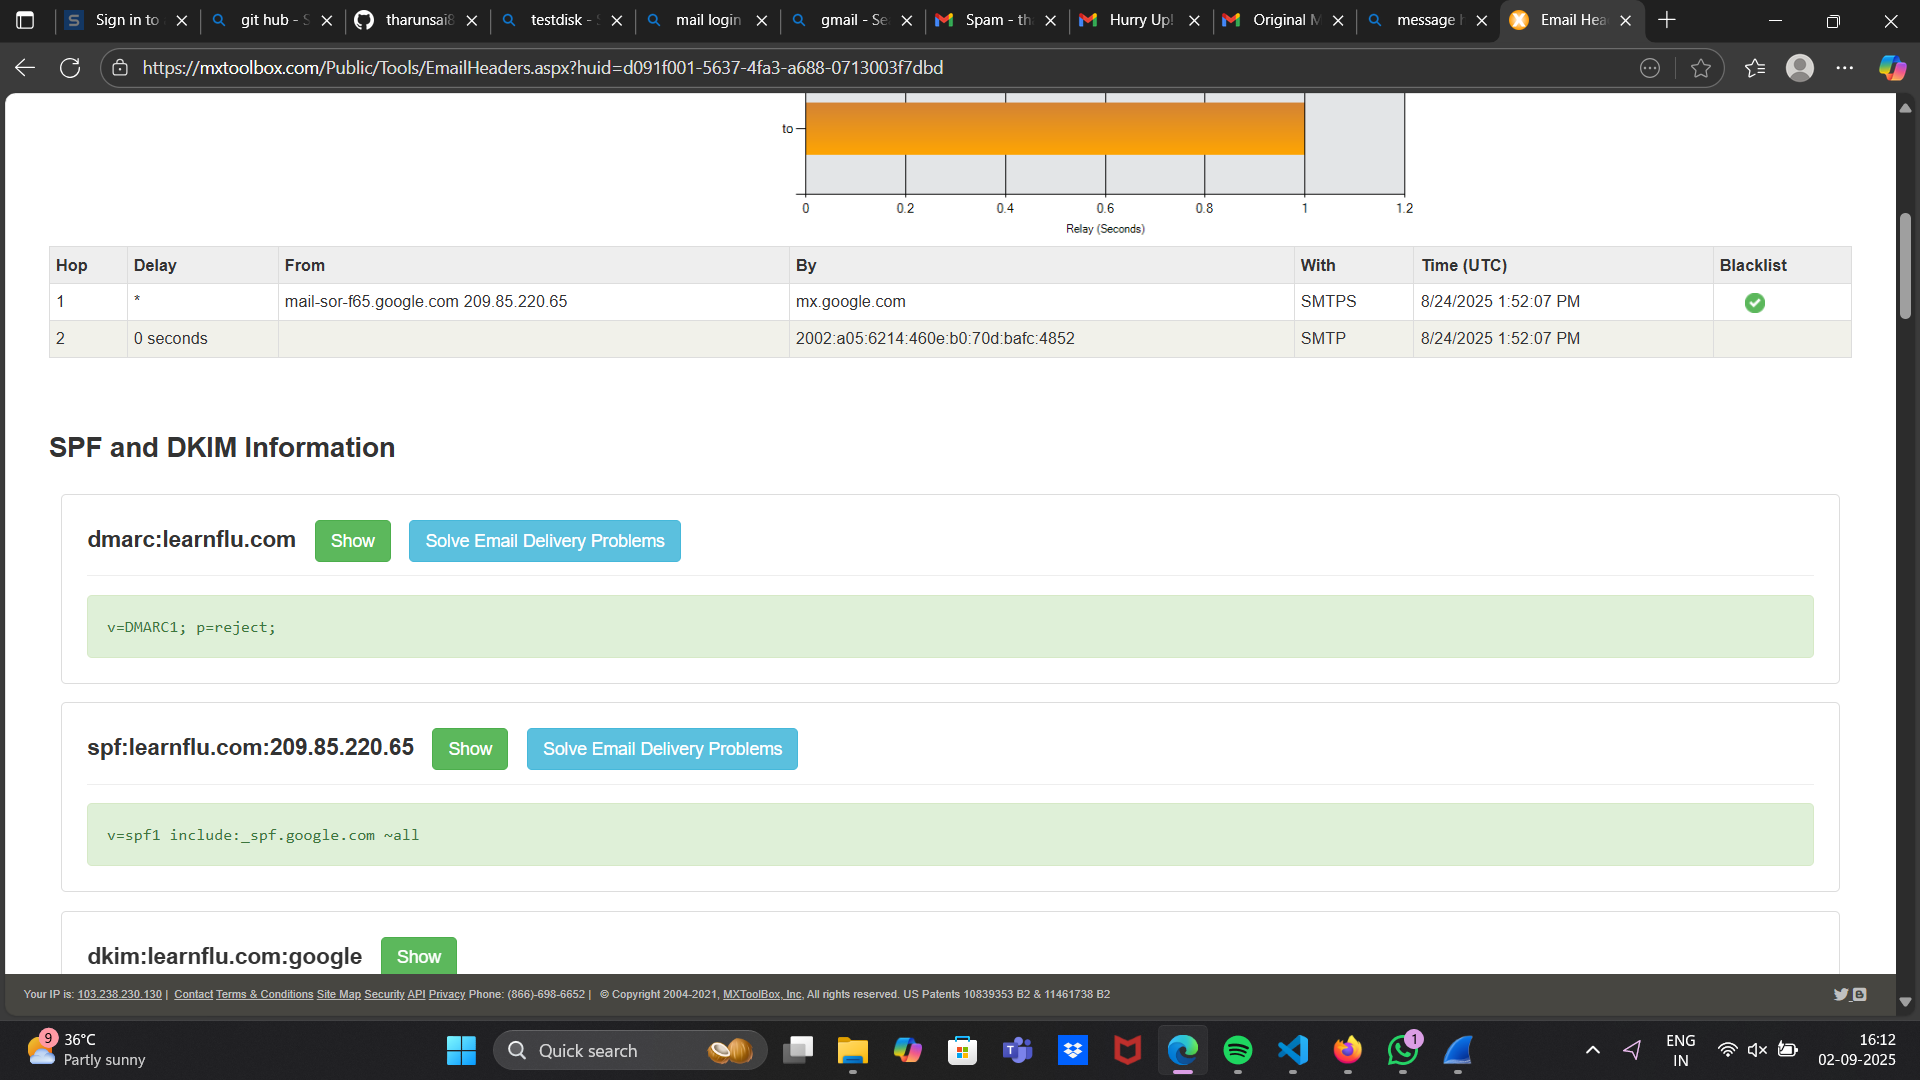 Sign in to
git hub - S
tharunsai8
testdisk - S
mail login
gmail - Sea
Spam - tha
Hurry Up!
Original M
message h
Email Head
https://mxtoolbox.com/Public/Tools/EmailHeaders.aspx?huid=d091f001-5637-4fa3-a688-0713003f7dbd
to
0 0.2 0.4 0.6 0.8 1 1.2
Relay (Seconds)
Hop Delay From By With Time (UTC) Blacklist
1 * mail-sor-f65.google.com 209.85.220.65 mx.google.com SMTPS 8/24/2025 1:52:07 PM
2 0 seconds 2002:a05:6214:460e:b0:70d:bafc:4852 SMTP 8/24/2025 1:52:07 PM
SPF and DKIM Information
dmarc:learnflu.com Show Solve Email Delivery Problems
v=DMARC1; p=reject;
spf:learnflu.com:209.85.220.65 Show Solve Email Delivery Problems
v=spf1 include:_spf.google.com ~all
dkim:learnflu.com:google Show
Your IP is: 103.238.230.130 | Contact Terms & Conditions Site Map Security API Privacy Phone: (866)-698-6652 | © Copyright 2004-2021, MXToolBox, Inc, All rights reserved. US Patents 10839353 B2 & 11461738 B2
9
36°C
Partly sunny
Quick search
1
ENG
IN
16:12
02-09-2025